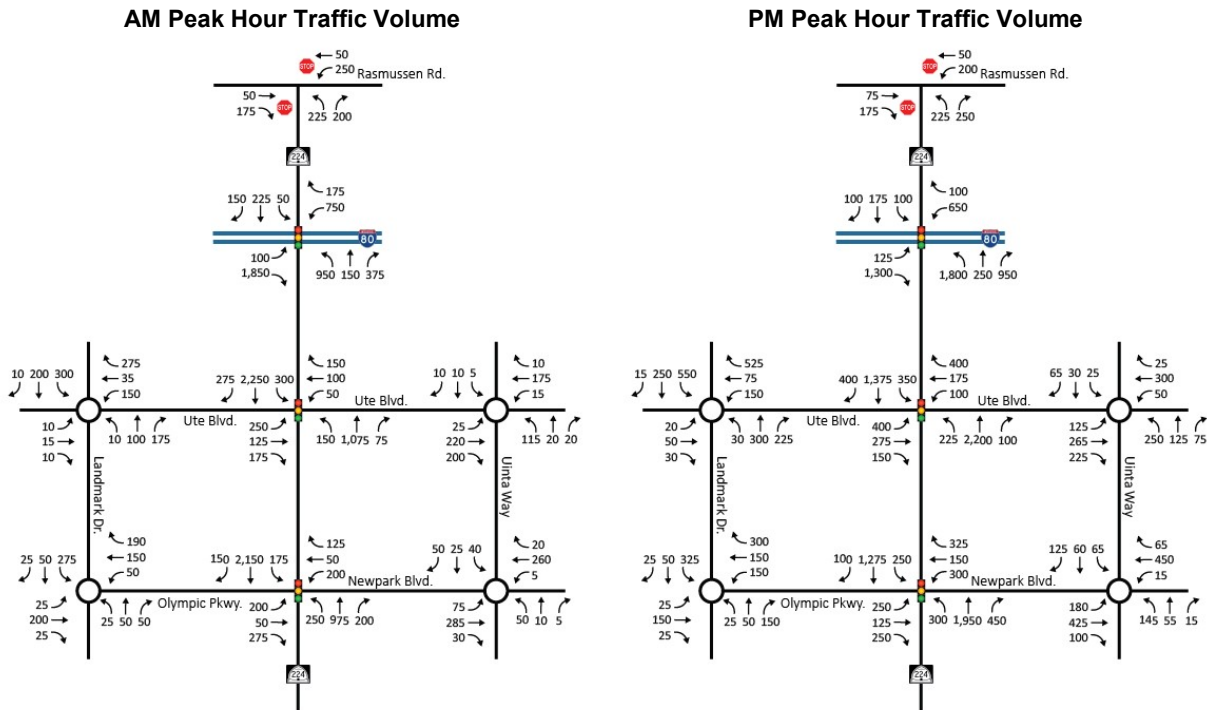 AM Peak Hour Traffic Volume
STOP
50
250
Rasmussen Rd.
50
175
STOP
225 200
224
175
750
150 225 50
80
100
1,850
950 150 375
10 200 300
275
35
150
275 2,250 300
150
100
50
10 10 5
10
175
15
Ute Blvd.
Ute Blvd.
10
15
10
10 100 175
250
125
175
150 1,075 75
25
220
200
115 20 20
Landmark Dr.
Uinta Way
25 50 275
190
150
50
150 2,150 175
125
50
200
50 25 40
20
260
5
Newpark Blvd.
Olympic Pkwy.
25
200
25
25 50 50
200
50
275
250 975 200
75
285
30
50 10 5
224
PM Peak Hour Traffic Volume
STOP
50
200
Rasmussen Rd.
75
175
STOP
225 250
224
100
650
100 175 100
80
125
1,300
1,800 250 950
15 250 550
525
75
150
400 1,375 350
400
175
100
65 30 25
25
300
50
Ute Blvd.
Ute Blvd.
20
50
30
30 300 225
400
275
150
225 2,200 100
125
265
225
250 125 75
Landmark Dr.
Uinta Way
25 50 325
300
150
150
100 1,275 250
325
150
300
125 60 65
65
450
15
Newpark Blvd.
Olympic Pkwy.
25
150
25
25 50 150
250
125
250
300 1,950 450
180
425
100
145 55 15
224